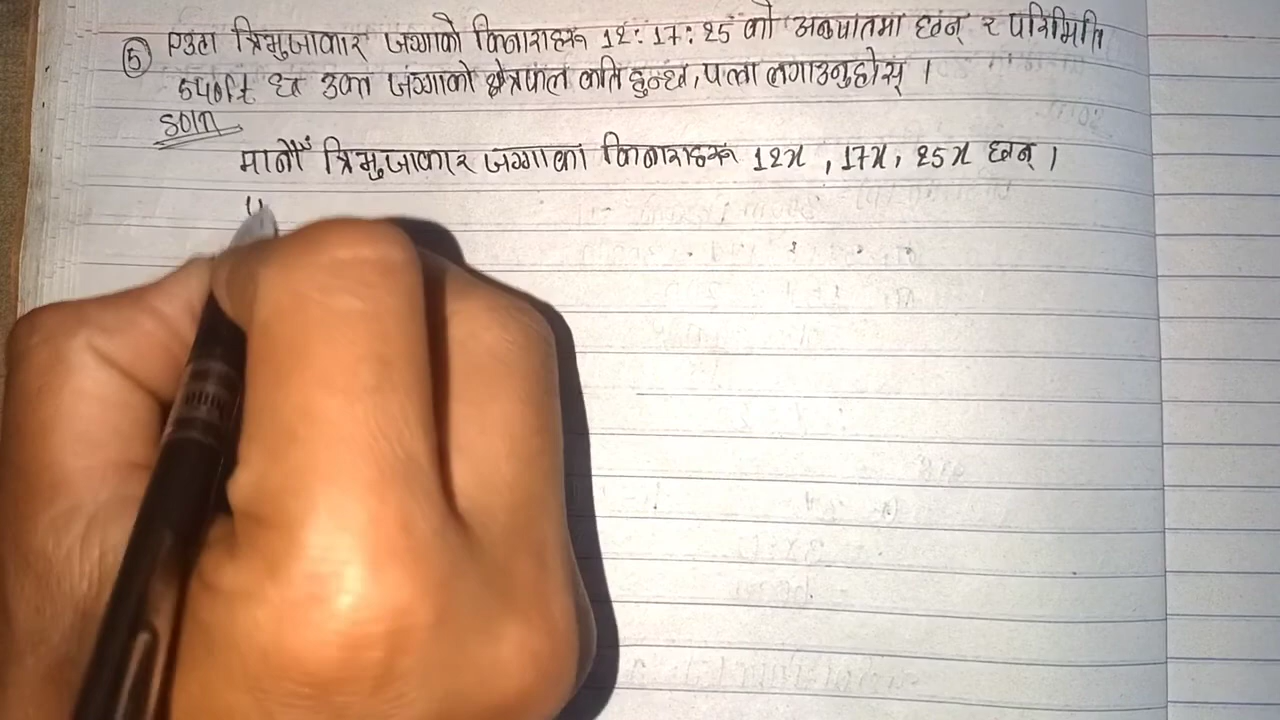 ⑤ एउटा त्रिभुजाकार जग्गाको किनाराहरू 12:17:25 को अनुपातमा छन् र परिमिति
540ft छ उक्त जग्गाको क्षेत्रफल कति हुन्छ, पत्ता लगाउनुहोस् ।
Soln
मानौं त्रिभुजाकार जग्गाका किनाराहरू 12x , 17x, 25x छन् ।